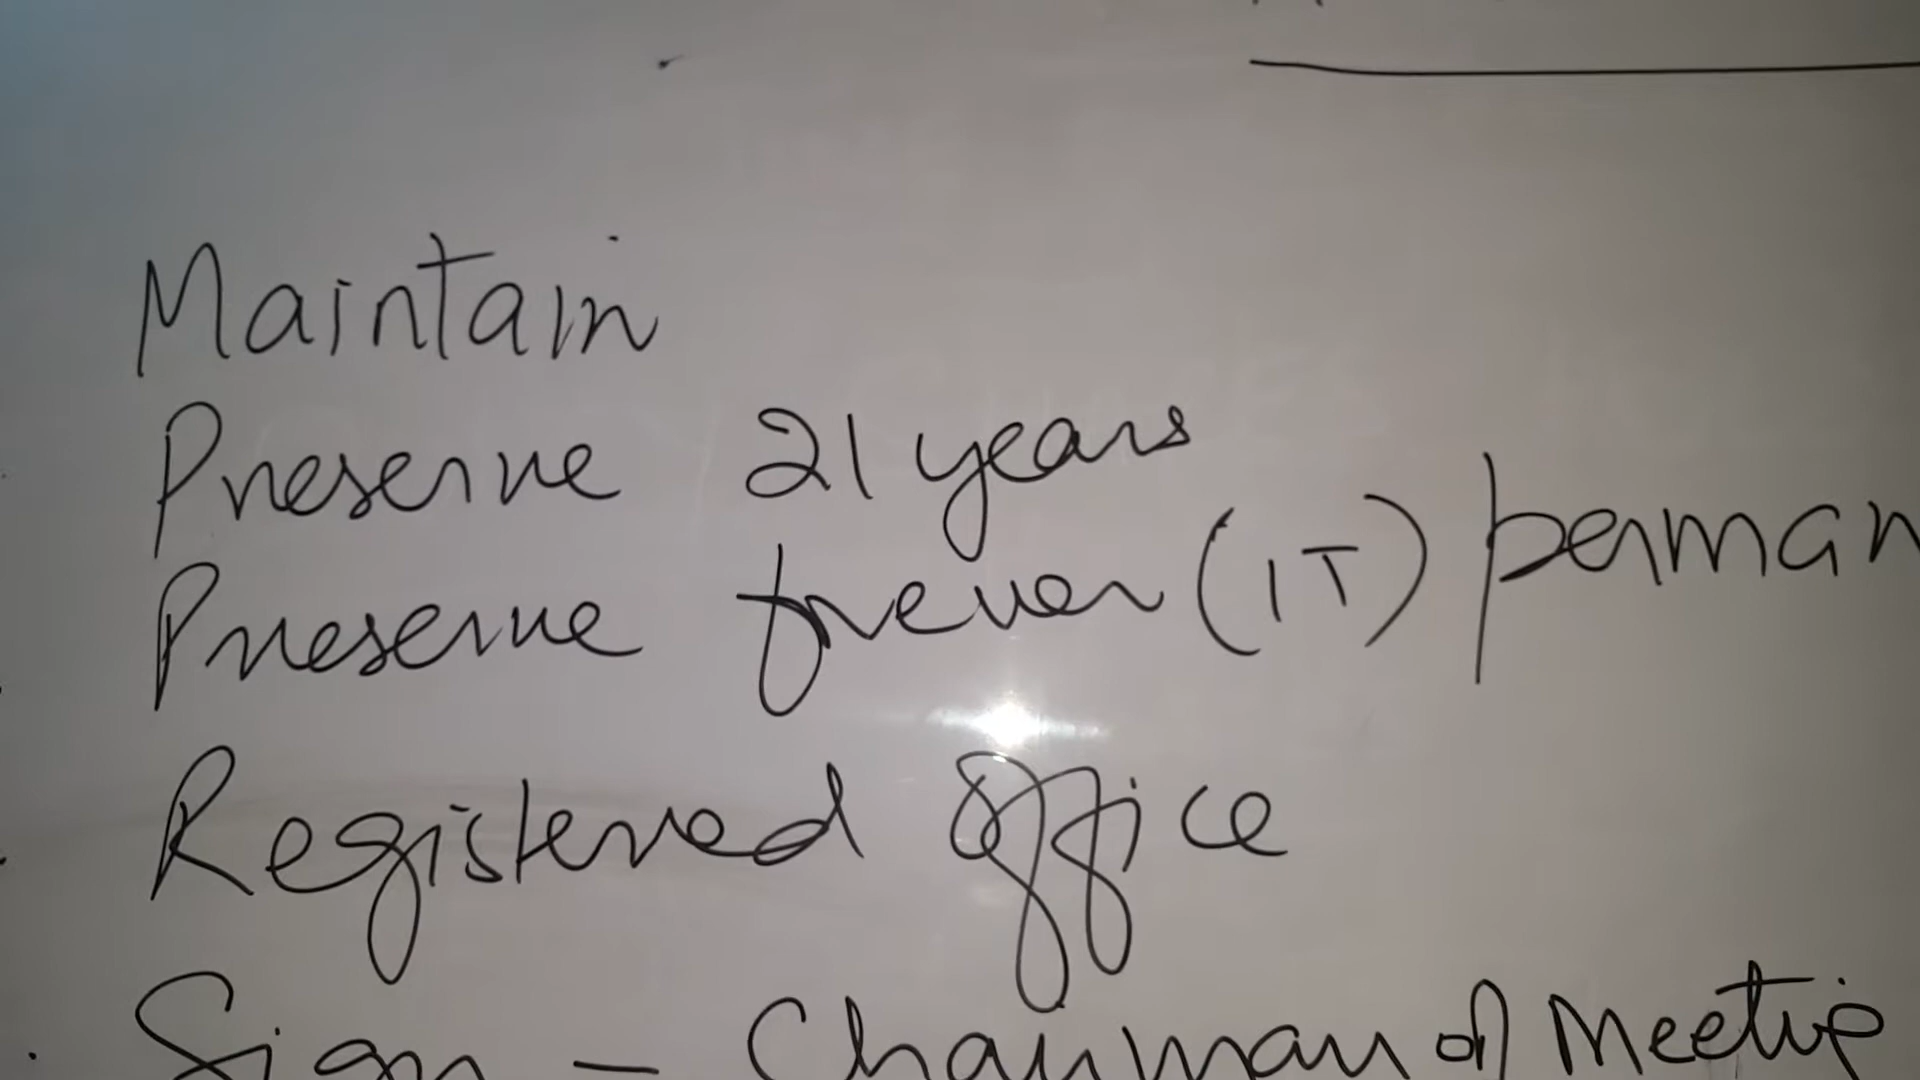 Maintain
Preserve 21 years
Preserve forever (IT) perman
Registered office
Sign - Chairman of Meeting